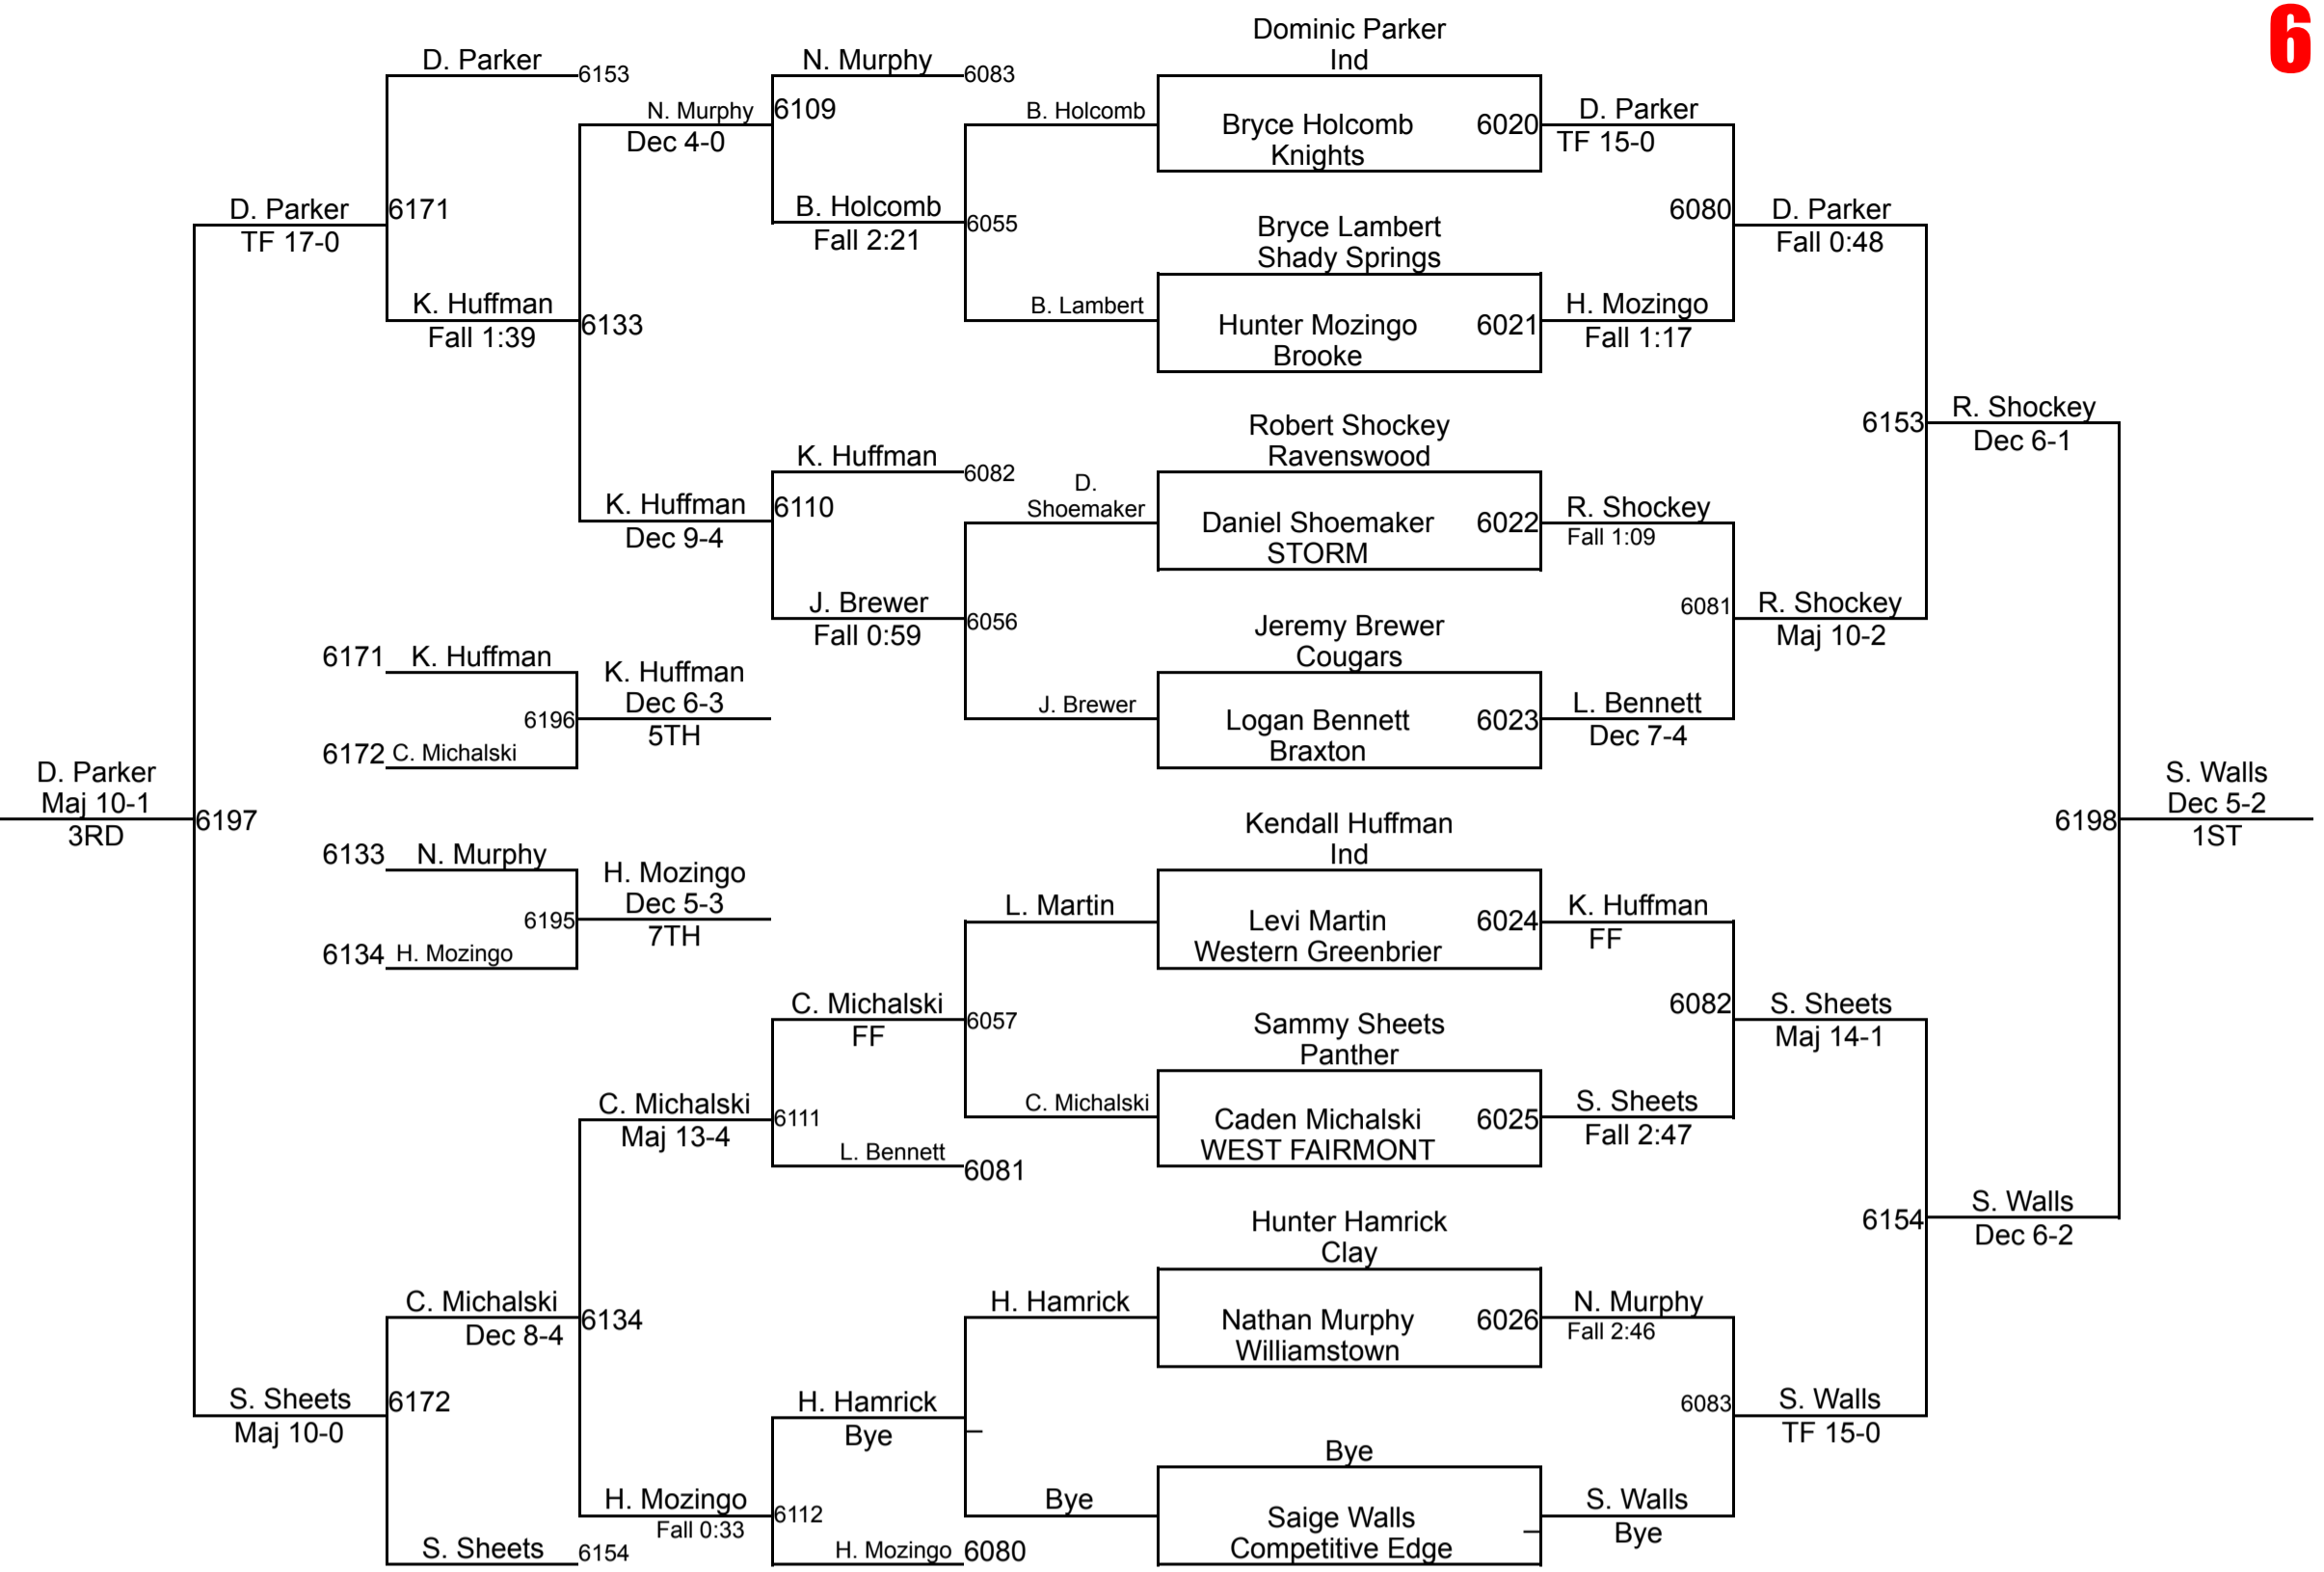 6
Dominic Parker
Ind
Bryce Holcomb
Knights
6020
Bryce Lambert
Shady Springs
Hunter Mozingo
Brooke
6021
Robert Shockey
Ravenswood
Daniel Shoemaker
STORM
6022
Jeremy Brewer
Cougars
Logan Bennett
Braxton
6023
Kendall Huffman
Ind
Levi Martin
Western Greenbrier
6024
Sammy Sheets
Panther
Caden Michalski
WEST FAIRMONT
6025
Hunter Hamrick
Clay
Nathan Murphy
Williamstown
6026
Bye
Saige Walls
Competitive Edge
D. Parker
TF 15-0
6080
H. Mozingo
Fall 1:17
R. Shockey
Fall 1:09
6081
L. Bennett
Dec 7-4
K. Huffman
FF
6082
S. Sheets
Fall 2:47
N. Murphy
Fall 2:46
6083
S. Walls
Bye
D. Parker
Fall 0:48
6153
R. Shockey
Maj 10-2
S. Sheets
Maj 14-1
6154
S. Walls
TF 15-0
R. Shockey
Dec 6-1
6198
S. Walls
Dec 6-2
S. Walls
Dec 5-2
1ST
B. Holcomb
6055
B. Lambert
D.
Shoemaker
6056
J. Brewer
L. Martin
6057
C. Michalski
H. Hamrick
Bye
N. Murphy
6083
6109
B. Holcomb
Fall 2:21
K. Huffman
6082
6110
J. Brewer
Fall 0:59
C. Michalski
FF
6111
L. Bennett
6081
H. Hamrick
Bye
6112
H. Mozingo
6080
N. Murphy
Dec 4-0
6133
K. Huffman
Dec 9-4
C. Michalski
Maj 13-4
6134
H. Mozingo
Fall 0:33
D. Parker
6153
6171
K. Huffman
Fall 1:39
6171
K. Huffman
6196
6172
C. Michalski
K. Huffman
Dec 6-3
5TH
6133
N. Murphy
6195
6134
H. Mozingo
H. Mozingo
Dec 5-3
7TH
C. Michalski
Dec 8-4
6172
S. Sheets
6154
D. Parker
TF 17-0
6197
S. Sheets
Maj 10-0
D. Parker
Maj 10-1
3RD